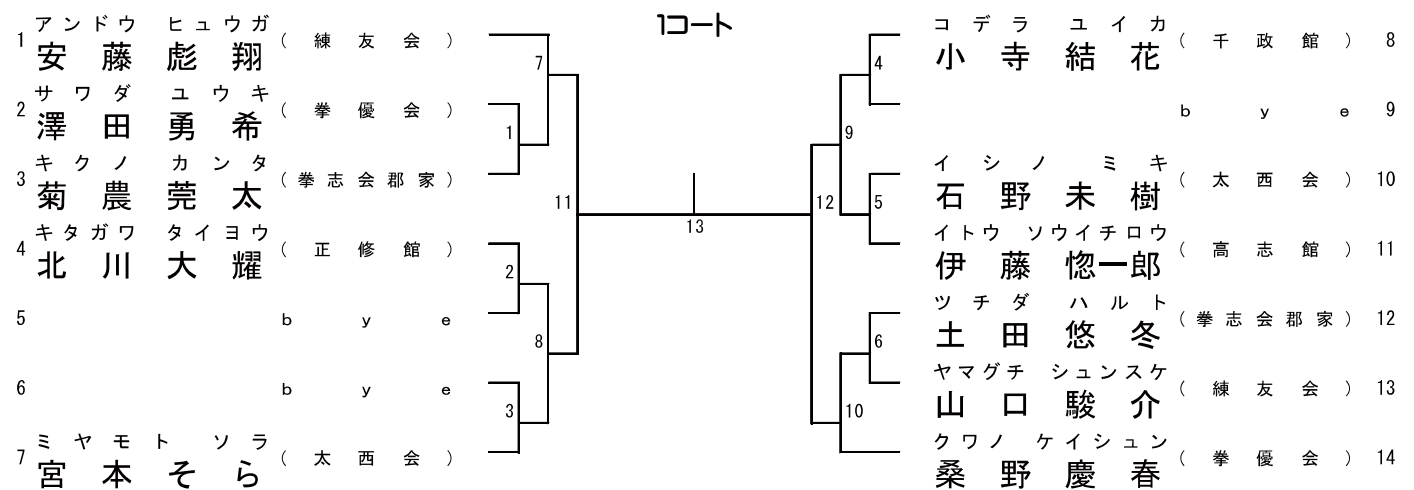 1コート
アンドウ ヒュウガ
1 安藤彪翔 (練友会)
サワダ ユウキ
2 澤田勇希 (拳優会)
キクノ カンタ
3 菊農莞太 (拳志会郡家)
キタガワ タイヨウ
4 北川大耀 (正修館)
5 bye
6 bye
ミヤモト ソラ
7 宮本そら (太西会)
7
1
11
2
8
3
13
4
9
12
5
6
10
コデラ ユイカ
小寺結花 (千政館) 8
bye 9
イシノ ミキ
石野未樹 (太西会) 10
イトウ ソウイチロウ
伊藤惚一郎 (高志館) 11
ツチダ ハルト
土田悠冬 (拳志会郡家) 12
ヤマグチ シュンスケ
山口駿介 (練友会) 13
クワノ ケイシュン
桑野慶春 (拳優会) 14